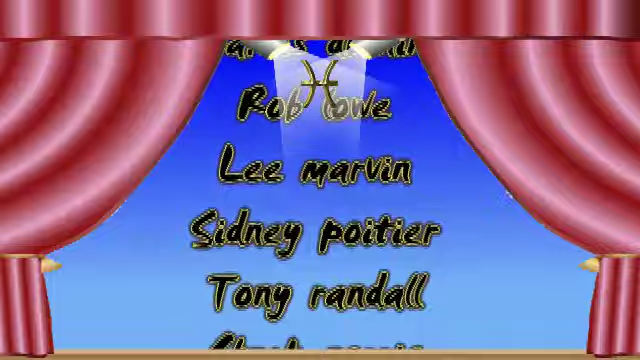 Rob lowe
Lee marvin
Sidney poitier
Tony randall